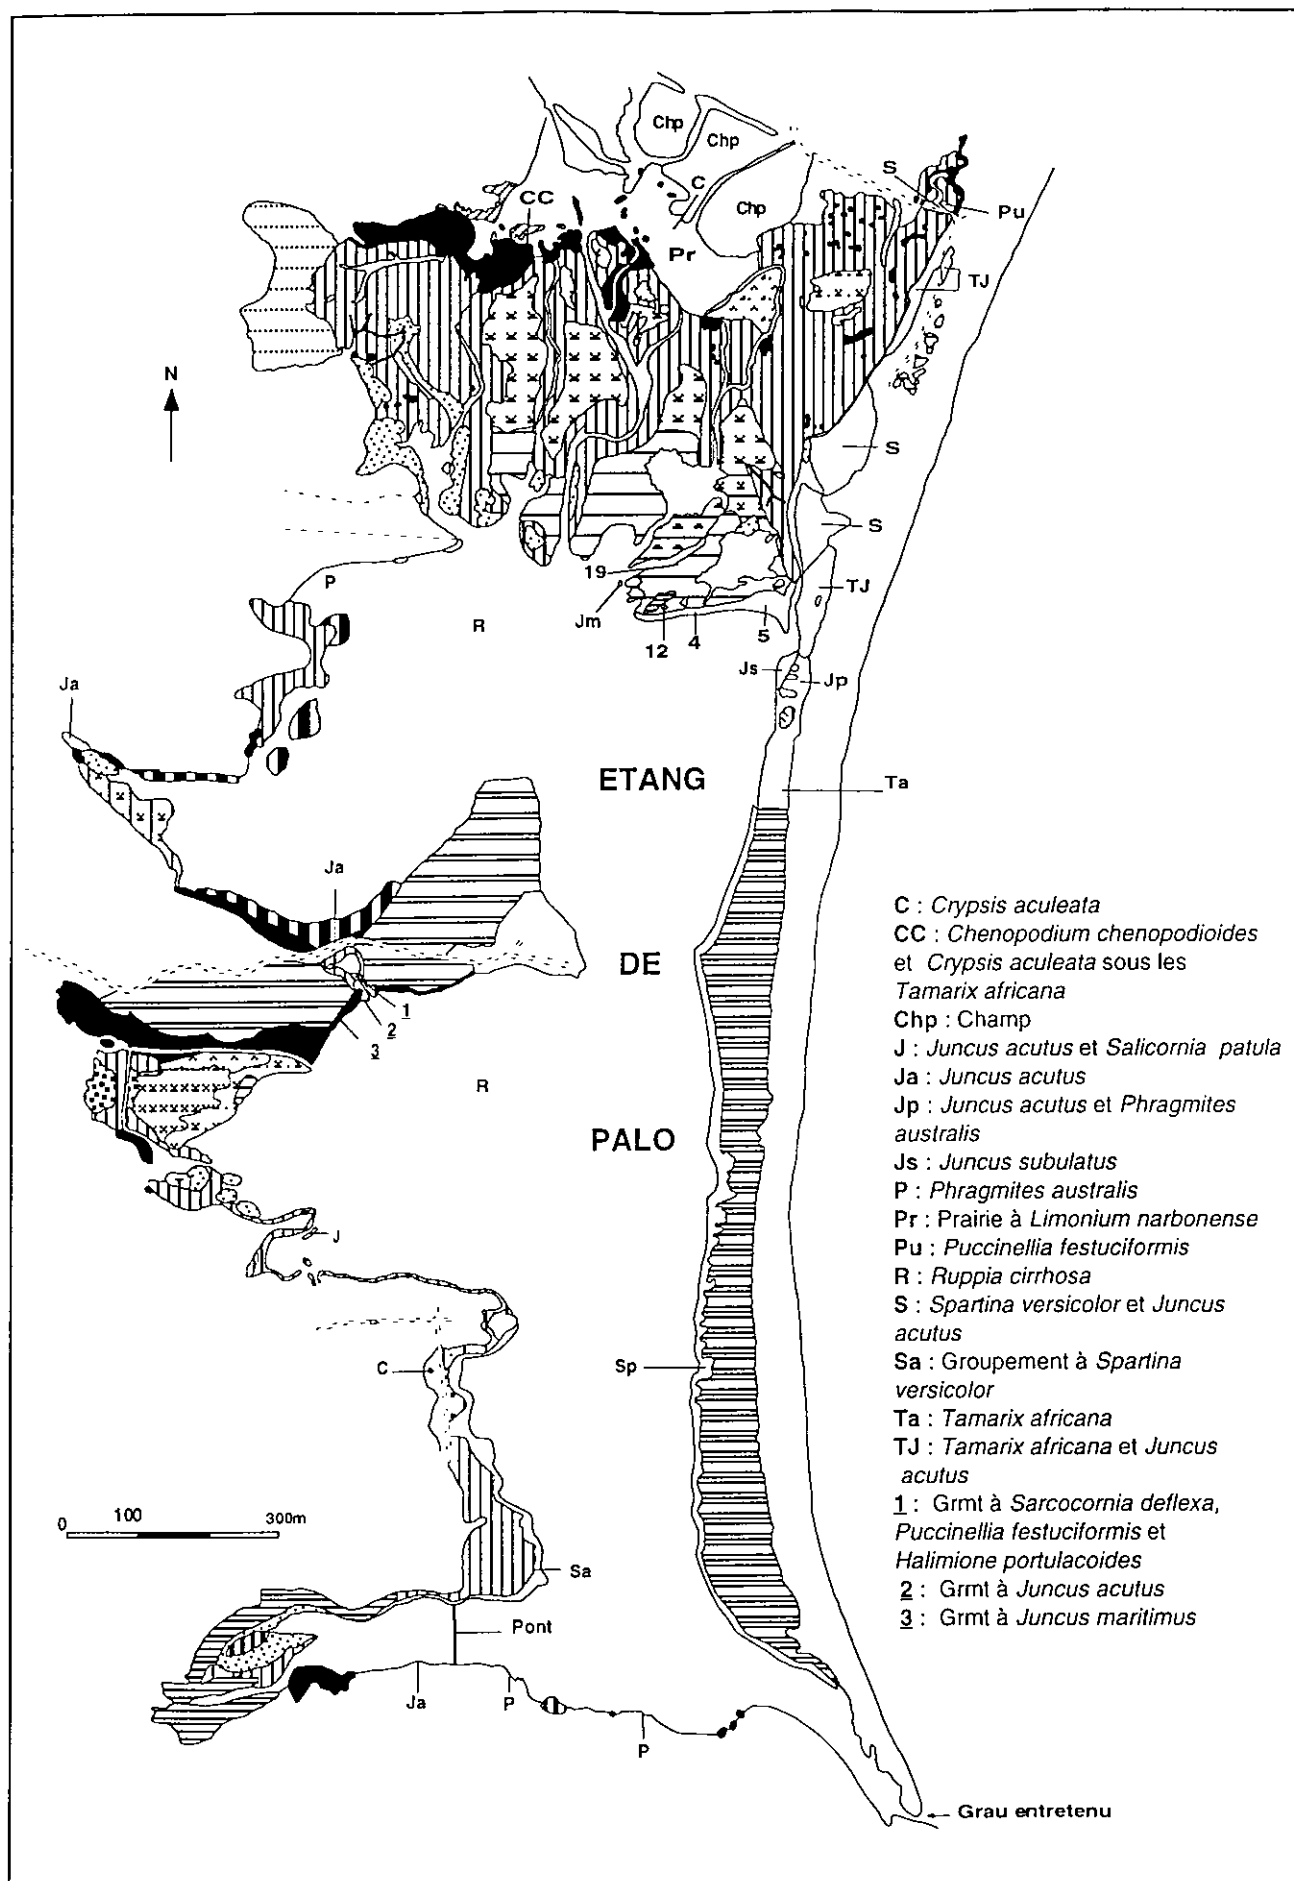 Chp
Chp
C
S
CC
Chp
Pu
Pr
TJ
N
S
S
P
19
TJ
R
Jm
12
4
5
Ja
Js
Jp
ETANG
Ta
Ja
DE
1
2
3
R
PALO
J
C
Sp
0 100 300m
Sa
Pont
Ja
P
P
Grau entretenu
C : Crypsis aculeata
CC : Chenopodium chenopodioides
et Crypsis aculeata sous les
Tamarix africana
Chp : Champ
J : Juncus acutus et Salicornia patula
Ja : Juncus acutus
Jp : Juncus acutus et Phragmites
australis
Js : Juncus subulatus
P : Phragmites australis
Pr : Prairie à Limonium narbonense
Pu : Puccinellia festuciformis
R : Ruppia cirrhosa
S : Spartina versicolor et Juncus
acutus
Sa : Groupement à Spartina
versicolor
Ta : Tamarix africana
TJ : Tamarix africana et Juncus
acutus
1 : Grmt à Sarcocornia deflexa,
Puccinellia festuciformis et
Halimione portulacoides
2 : Grmt à Juncus acutus
3 : Grmt à Juncus maritimus